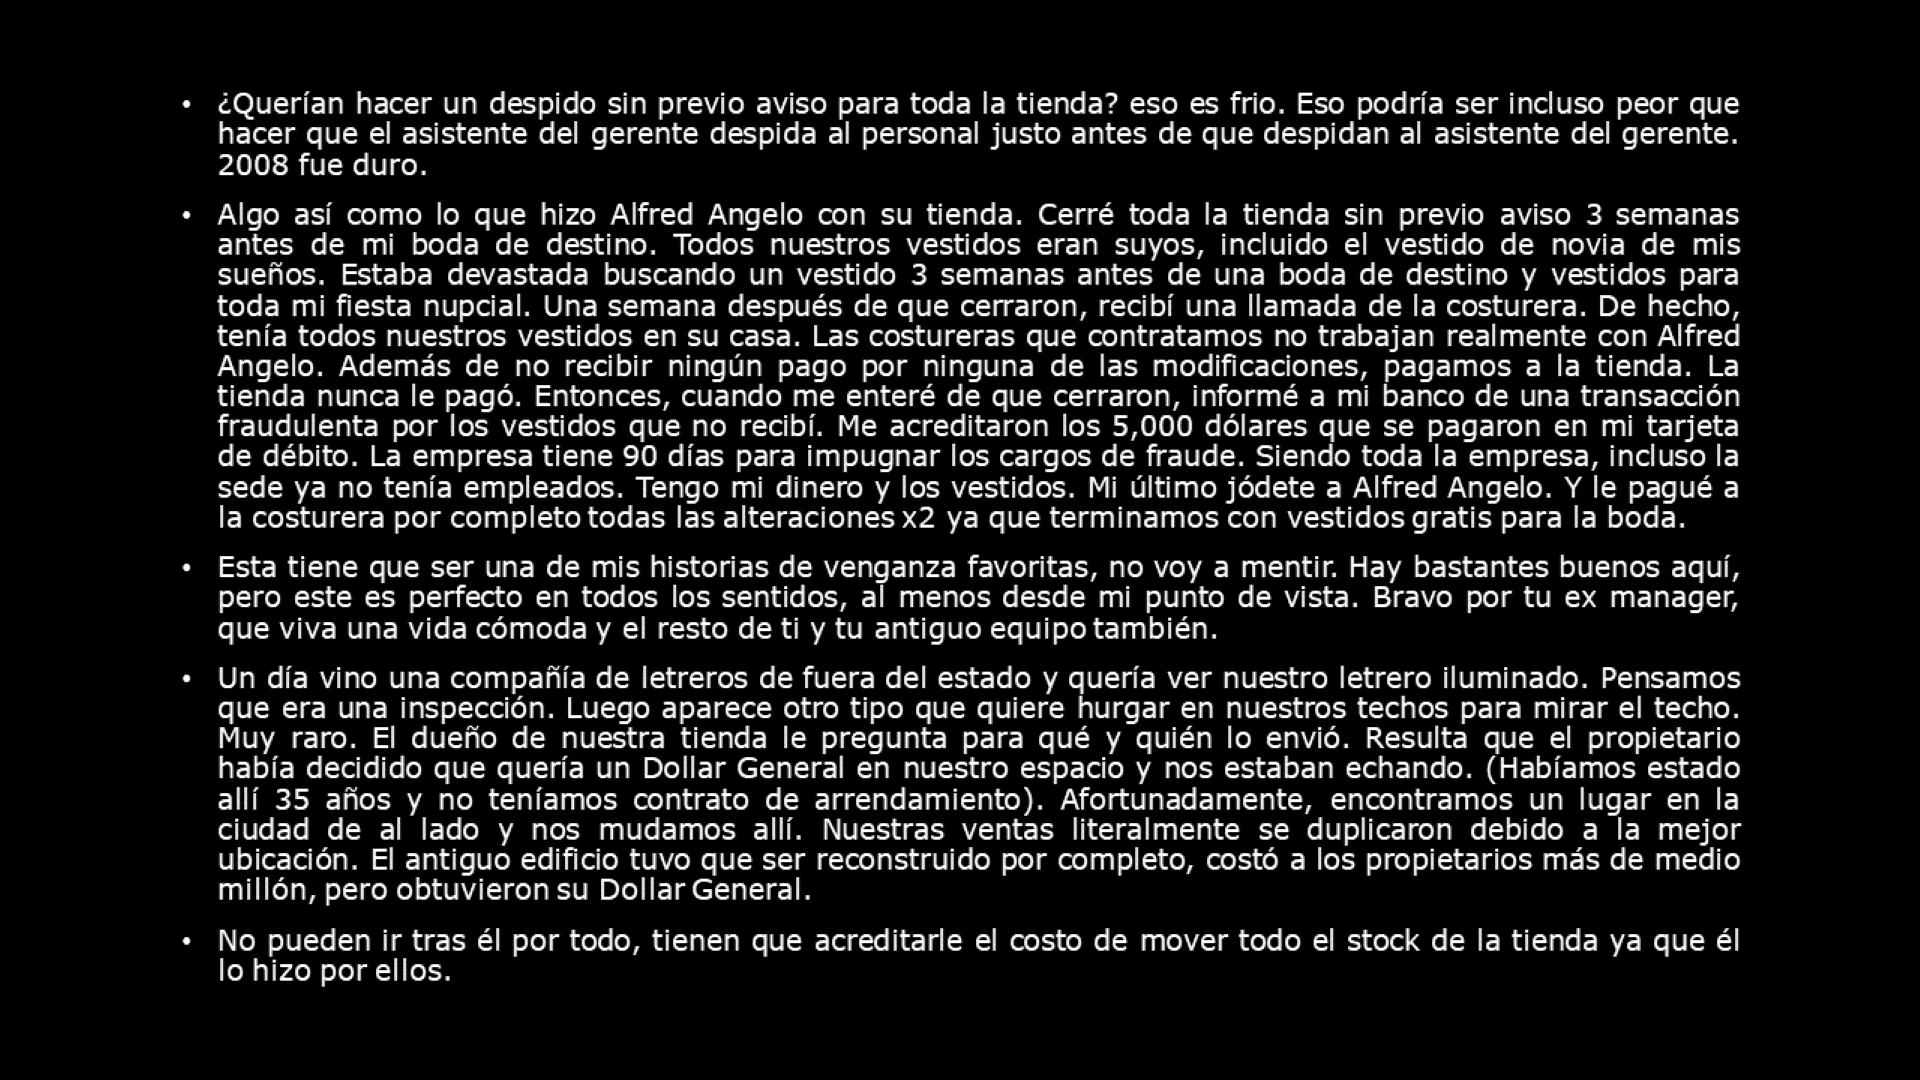 • ¿Querían hacer un despido sin previo aviso para toda la tienda? eso es frio. Eso podría ser incluso peor que
hacer que el asistente del gerente despida al personal justo antes de que despidan al asistente del gerente.
2008 fue duro.
• Algo así como lo que hizo Alfred Angelo con su tienda. Cerré toda la tienda sin previo aviso 3 semanas
antes de mi boda de destino. Todos nuestros vestidos eran suyos, incluido el vestido de novia de mis
sueños. Estaba devastada buscando un vestido 3 semanas antes de una boda de destino y vestidos para
toda mi fiesta nupcial. Una semana después de que cerraron, recibí una llamada de la costurera. De hecho,
tenía todos nuestros vestidos en su casa. Las costureras que contratamos no trabajan realmente con Alfred
Angelo. Además de no recibir ningún pago por ninguna de las modificaciones, pagamos a la tienda. La
tienda nunca le pagó. Entonces, cuando me enteré de que cerraron, informé a mi banco de una transacción
fraudulenta por los vestidos que no recibí. Me acreditaron los 5,000 dólares que se pagaron en mi tarjeta
de débito. La empresa tiene 90 días para impugnar los cargos de fraude. Siendo toda la empresa, incluso la
sede ya no tenía empleados. Tengo mi dinero y los vestidos. Mi último jódete a Alfred Angelo. Y le pagué a
la costurera por completo todas las alteraciones x2 ya que terminamos con vestidos gratis para la boda.
• Esta tiene que ser una de mis historias de venganza favoritas, no voy a mentir. Hay bastantes buenos aquí,
pero este es perfecto en todos los sentidos, al menos desde mi punto de vista. Bravo por tu ex manager,
que viva una vida cómoda y el resto de ti y tu antiguo equipo también.
• Un día vino una compañía de letreros de fuera del estado y quería ver nuestro letrero iluminado. Pensamos
que era una inspección. Luego aparece otro tipo que quiere hurgar en nuestros techos para mirar el techo.
Muy raro. El dueño de nuestra tienda le pregunta para qué y quién lo envió. Resulta que el propietario
había decidido que quería un Dollar General en nuestro espacio y nos estaban echando. (Habíamos estado
allí 35 años y no teníamos contrato de arrendamiento). Afortunadamente, encontramos un lugar en la
ciudad de al lado y nos mudamos allí. Nuestras ventas literalmente se duplicaron debido a la mejor
ubicación. El antiguo edificio tuvo que ser reconstruido por completo, costó a los propietarios más de medio
millón, pero obtuvieron su Dollar General.
• No pueden ir tras él por todo, tienen que acreditarle el costo de mover todo el stock de la tienda ya que él
lo hizo por ellos.